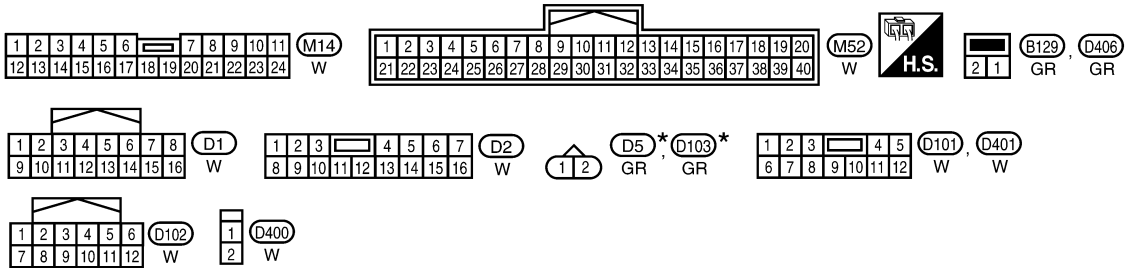 1 2 3 4 5 6 7 8 9 10 11 M14
12 13 14 15 16 17 18 19 20 21 22 23 24 W
1 2 3 4 5 6 7 8 9 10 11 12 13 14 15 16 17 18 19 20 M52
21 22 23 24 25 26 27 28 29 30 31 32 33 34 35 36 37 38 39 40 W
H.S.
B129 , D406
2 1 GR GR
1 2 3 4 5 6 7 8 D1
9 10 11 12 13 14 15 16 W
1 2 3 4 5 6 7 D2
8 9 10 11 12 13 14 15 16 W
1 2 D5 * , D103 *
GR GR
1 2 3 4 5 D101 , D401
6 7 8 9 10 11 12 W W
1 2 3 4 5 6 D102
7 8 9 10 11 12 W
1 D400
2 W